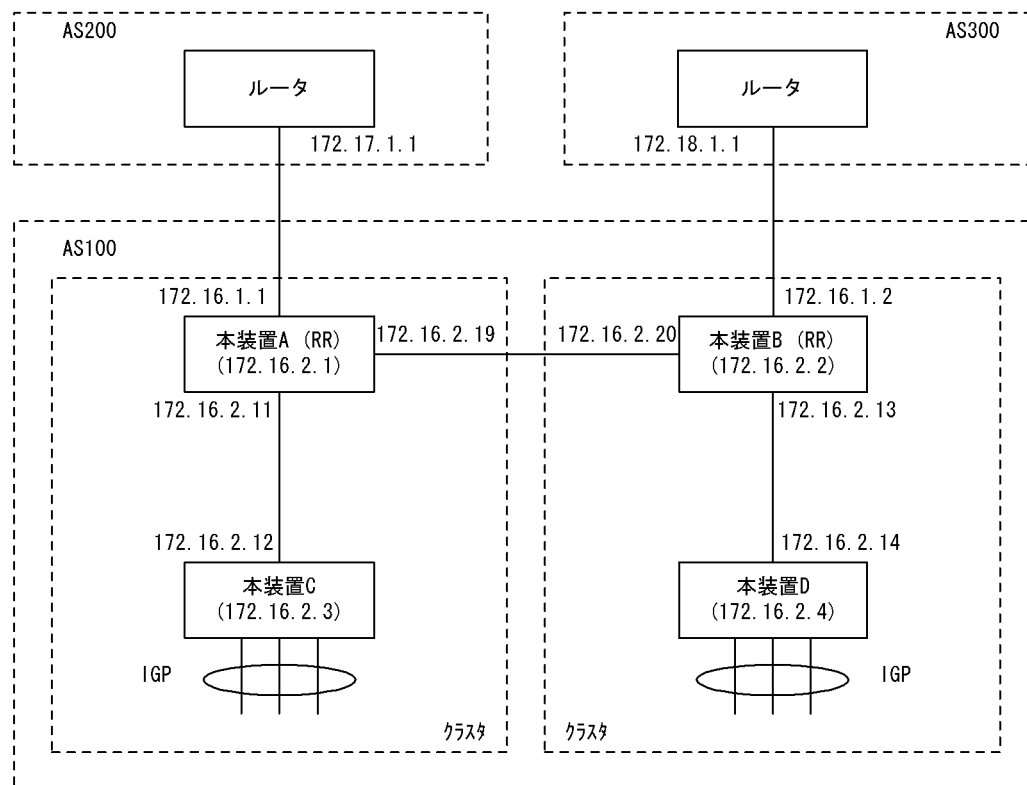 AS200
AS300
ルータ
ルータ
172.17.1.1
172.18.1.1
AS100
172.16.1.1
172.16.1.2
本装置A (RR)
(172.16.2.1)
172.16.2.19
172.16.2.20
本装置B (RR)
(172.16.2.2)
172.16.2.11
172.16.2.13
172.16.2.12
172.16.2.14
本装置C
(172.16.2.3)
本装置D
(172.16.2.4)
IGP
IGP
クラスタ
クラスタ